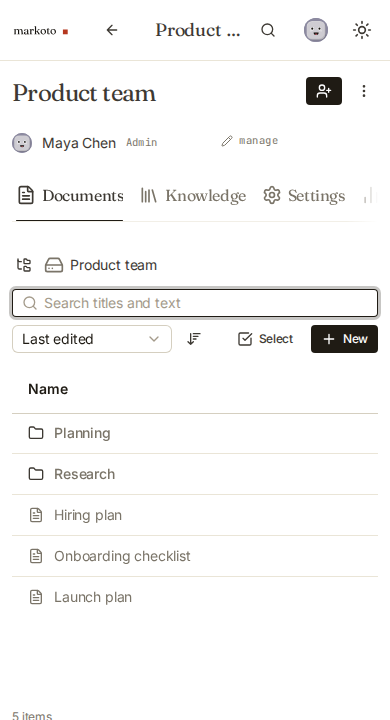 markoto
Product ...
Product team
Maya Chen Admin manage
Documents Knowledge Settings
Product team
Search titles and text
Last edited Select New
Name
Planning
Research
Hiring plan
Onboarding checklist
Launch plan
5 items